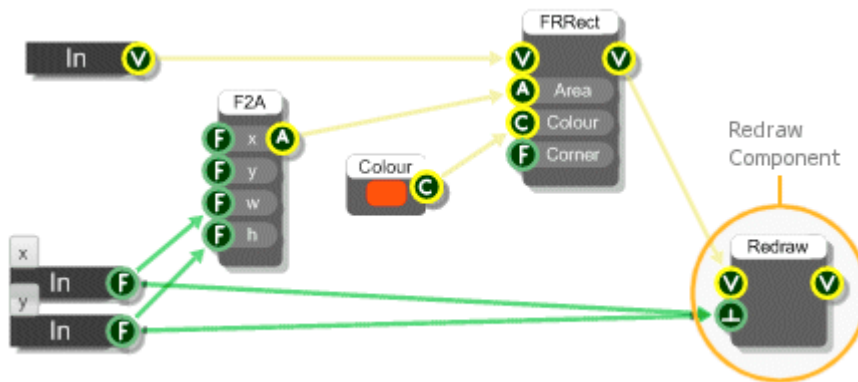 FRRect
In V
V V
A Area
C Colour
F Corner
F2A
F x A
F y
F w
F h
Colour
C
Redraw
Component
x
In F
y
In F
Redraw
V V